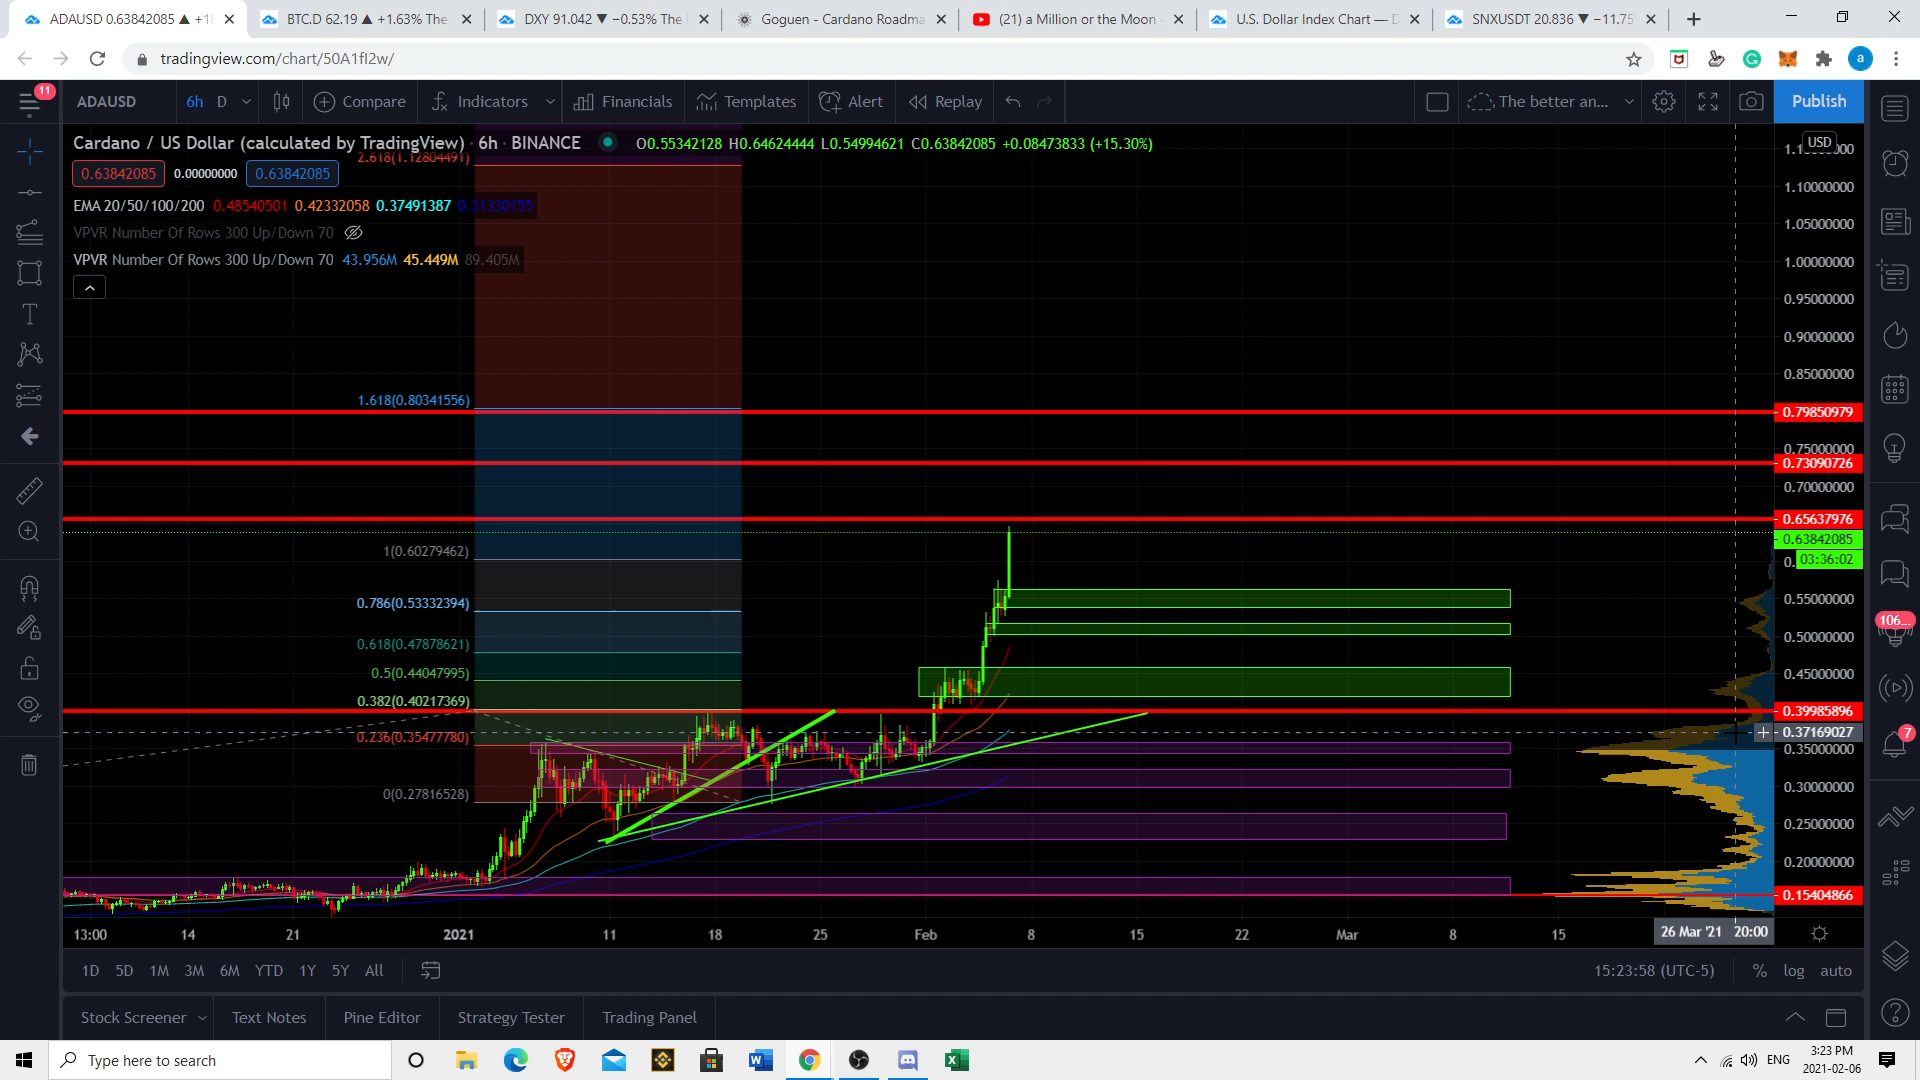 ADAUSD 0.63842085 ▲ +18
BTC.D 62.19 ▲ +1.63% The
DXY 91.042 ▼ −0.53% The
Goguen - Cardano Roadma
(21) a Million or the Moon -
U.S. Dollar Index Chart — D
SNXUSDT 20.836 ▼ −11.75
tradingview.com/chart/50A1fI2w/
a
11
ADAUSD
6h D
Compare
Indicators
Financials
Templates
Alert
Replay
The better an...
Publish
Cardano / US Dollar (calculated by TradingView) · 6h · BINANCE
O0.55342128 H0.64624444 L0.54994621 C0.63842085 +0.08473833 (+15.30%)
USD
2.618(1.12804491)
0.63842085 0.00000000 0.63842085
EMA 20/50/100/200 0.48540501 0.42332058 0.37491387 0.31330155
VPVR Number Of Rows 300 Up/Down 70
VPVR Number Of Rows 300 Up/Down 70 43.956M 45.449M 89.405M
1.10000000
1.05000000
1.00000000
0.95000000
0.90000000
0.85000000
1.618(0.80341556)
0.79850979
0.75000000
0.73090726
0.70000000
0.65637976
0.63842085
03:36:02
1(0.60279462)
0.786(0.53332394)
0.55000000
0.618(0.47878621)
0.50000000
0.5(0.44047995)
0.45000000
0.382(0.40217369)
0.39985896
0.236(0.35477780)
0.37169027
0.35000000
0(0.27816528)
0.30000000
0.25000000
0.20000000
0.15404866
106...
7
13:00 14 21 2021 11 18 25 Feb 8 15 22 Mar 8 15
26 Mar '21 20:00
1D 5D 1M 3M 6M YTD 1Y 5Y All
15:23:58 (UTC-5) % log auto
Stock Screener Text Notes Pine Editor Strategy Tester Trading Panel
Type here to search
ENG
3:23 PM
2021-02-06